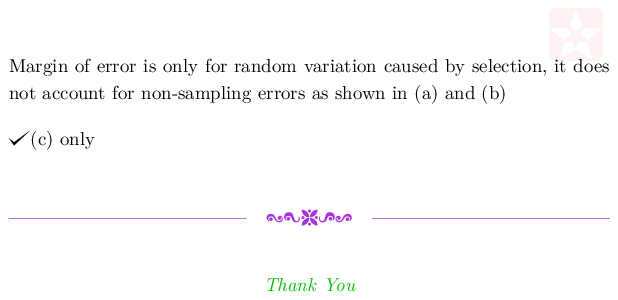 Margin of error is only for random variation caused by selection, it does
not account for non-sampling errors as shown in (a) and (b)
✓(c) only
Thank You